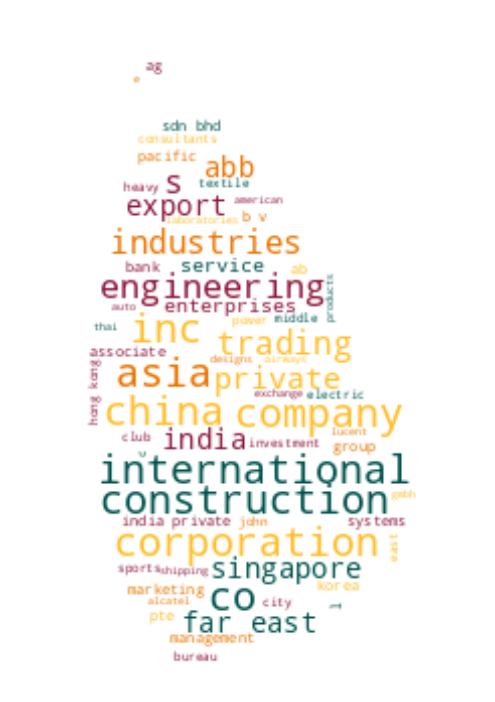 ag
e
sdn bhd
consultants
pacific
abb
heavy s textile
export american
laboratories b v
industries
bank service ab
engineering products
auto enterprises
thai inc power middle
trading
associate designs airways
hong kong asia private
exchange electric
china company
club india investment lucent
group
international
construction gmbh
india private john systems
corporation east
sports shipping singapore
marketing korea
alcatel co city
pte far east
management
bureau